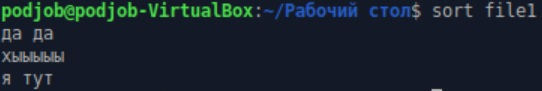 podjob@podjob-VirtualBox:~/Рабочий стол$ sort file1
да да
хыыыыы
я тут